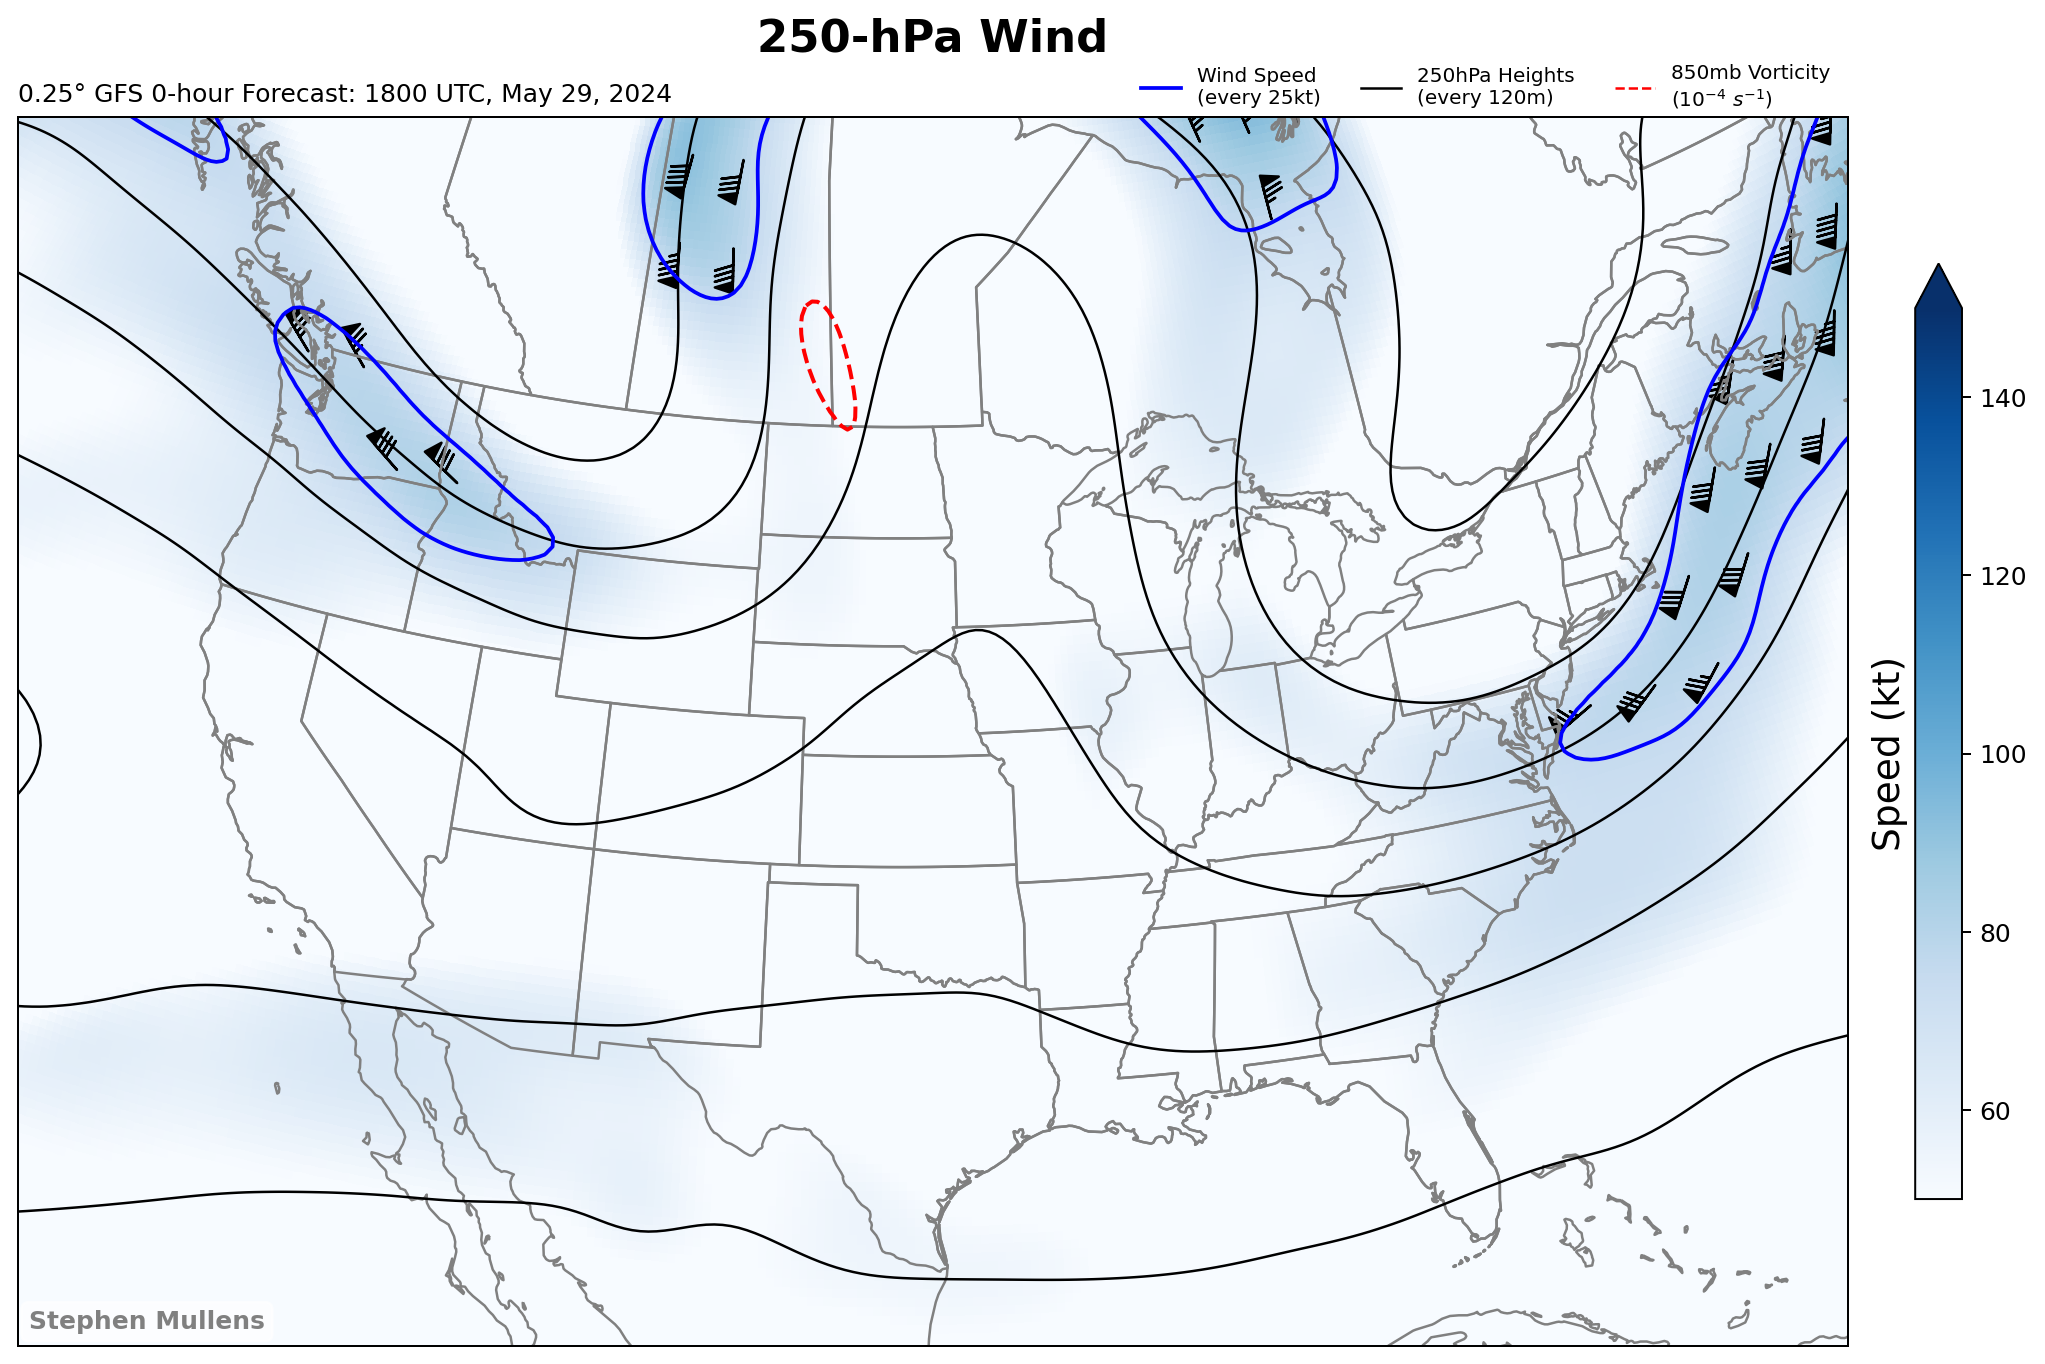 250-hPa Wind
0.25° GFS 0-hour Forecast: 1800 UTC, May 29, 2024
Wind Speed
(every 25kt)
250hPa Heights
(every 120m)
850mb Vorticity
(10⁻⁴ s⁻¹)
140
120
100
80
60
Speed (kt)
Stephen Mullens